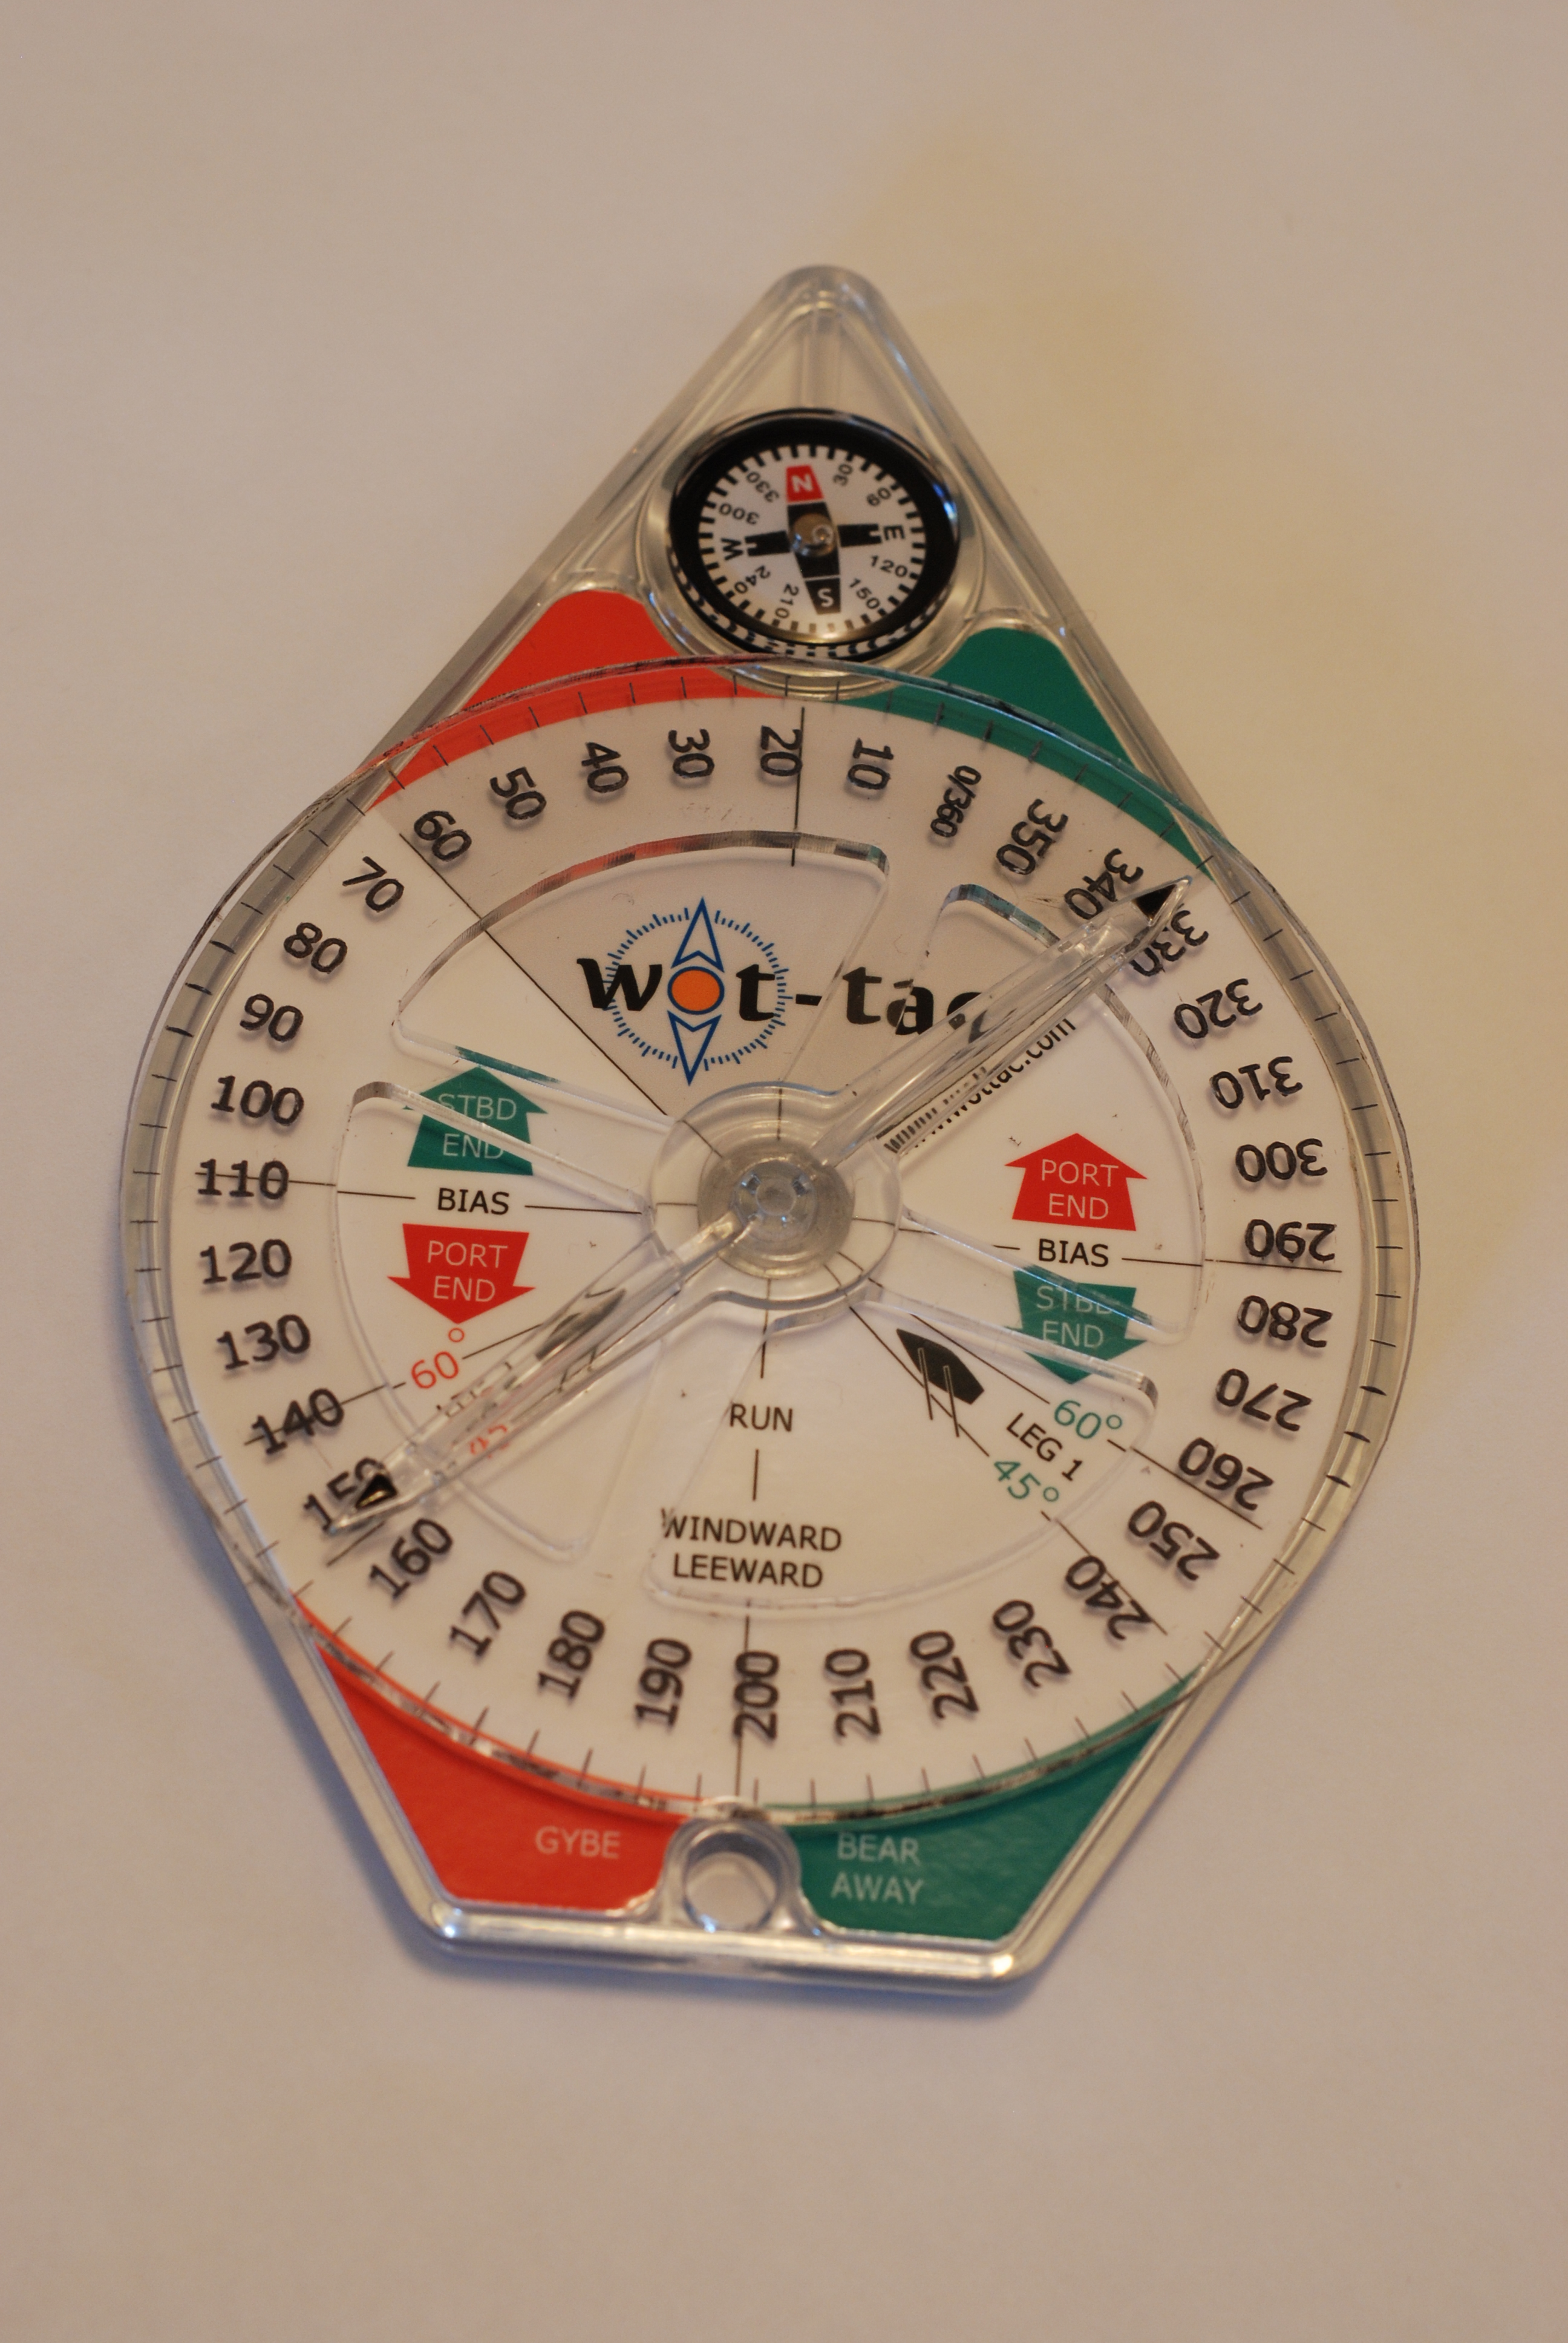 N
30
60
E
120
150
S
210
240
W
300
330
0/360
10
20
30
40
50
60
70
80
90
100
110
120
130
140
150
160
170
180
190
200
210
220
230
240
250
260
270
280
290
300
310
320
330
340
350
wot-tac
www.wottac.com
STBD
END
BIAS
PORT
END
60°
PORT
END
BIAS
STBD
END
60°
LEG 1
45°
RUN
WINDWARD
LEEWARD
GYBE
BEAR
AWAY